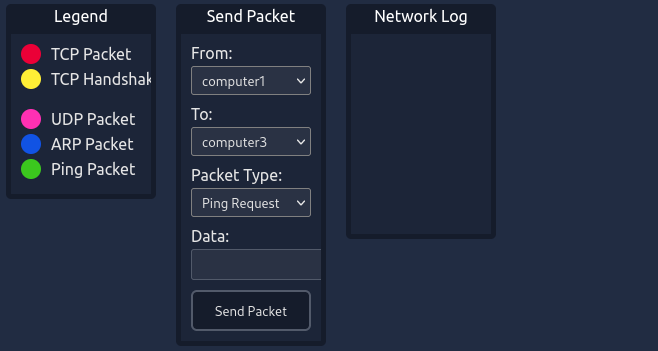 Legend
TCP Packet
TCP Handshak
UDP Packet
ARP Packet
Ping Packet
Send Packet
From:
computer1
To:
computer3
Packet Type:
Ping Request
Data:
Send Packet
Network Log